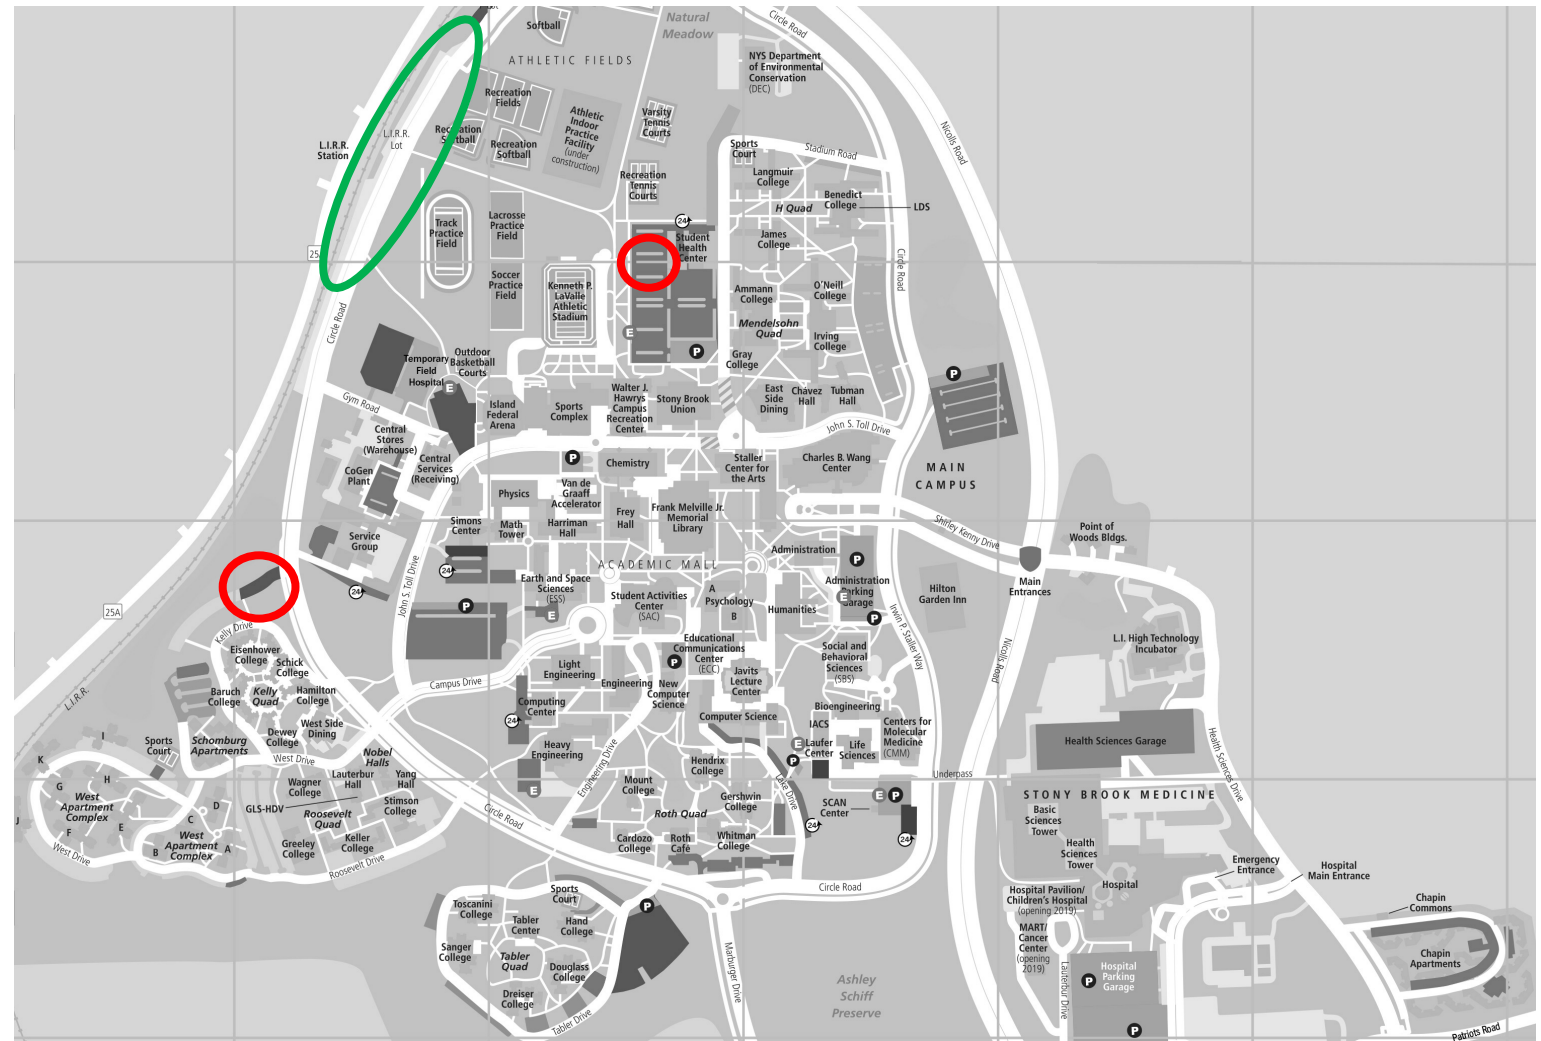 Lot
Softball
Natural
Meadow
Circle Road
ATHLETIC FIELDS
NYS Department
of Environmental
Conservation
(DEC)
Recreation
Fields
Athletic
Indoor
Practice
Facility
(under
construction)
Varsity
Tennis
Courts
Nicolls Road
L.I.R.R.
Station
L.I.R.R.
Lot
Recreation
Softball
Recreation
Softball
Sports
Court
Stadium Road
Langmuir
College
Recreation
Tennis
Courts
Benedict
College
LDS
H Quad
24
Track
Practice
Field
Lacrosse
Practice
Field
Student
Health
Center
James
College
25
Circle Road
Soccer
Practice
Field
Kenneth P.
LaValle
Athletic
Stadium
Ammann
College
O'Neill
College
Circle Road
E
Mendelsohn
Quad
Irving
College
P
Gray
College
Temporary
Field
Hospital
Outdoor
Basketball
Courts
E
P
Gym Road
Island
Federal
Arena
Sports
Complex
Walter J.
Hawrys
Campus
Recreation
Center
Stony Brook
Union
East
Side
Dining
Chávez
Hall
Tubman
Hall
John S. Toll Drive
Central
Stores
(Warehouse)
CoGen
Plant
Central
Services
(Receiving)
P
Chemistry
Staller
Center for
the Arts
Charles B. Wang
Center
MAIN
CAMPUS
Physics
Van de
Graaff
Accelerator
Frey
Hall
Frank Melville Jr.
Memorial
Library
Simons
Center
Math
Tower
Harriman
Hall
Shirley Kenny Drive
Point of
Woods Bldgs.
Service
Group
Administration
P
ACADEMIC MALL
Main
Entrances
24
24
John S. Toll Drive
Earth and Space
Sciences
(ESS)
Student Activities
Center
(SAC)
A
Psychology
B
Humanities
Administration
Parking
Garage
E
P
Hilton
Garden Inn
25A
P
E
Irwin P. Staller Way
Nicolls Road
L.I. High Technology
Incubator
Kelly Drive
Eisenhower
College
Schick
College
Educational
Communications
Center
(ECC)
Social and
Behavioral
Sciences
(SBS)
Light
Engineering
P
Javits
Lecture
Center
L.I.R.R.
Baruch
College
Kelly
Quad
Hamilton
College
Campus Drive
Engineering
New
Computer
Science
Computing
Center
24
Bioengineering
Computer Science
IACS
Centers for
Molecular
Medicine
(CMM)
Dewey
College
West Side
Dining
Schomburg
Apartments
Sports
Court
Nobel
Halls
West Drive
Heavy
Engineering
Engineering Drive
E
P
Laufer
Center
Life
Sciences
Health Sciences Garage
Health Sciences Drive
Hendrix
College
Underpass
K
I
G
H
J
F
E
West
Apartment
Complex
D
C
B
A
West
Apartment
Complex
West Drive
Wagner
College
Lauterbur
Hall
Yang
Hall
GLS-HDV
Roosevelt
Quad
Stimson
College
Greeley
College
Keller
College
Roosevelt Drive
Circle Road
E
Mount
College
Gershwin
College
Lake Drive
Roth Quad
Cardozo
College
Roth
Café
Whitman
College
SCAN
Center
E
P
24
24
STONY BROOK MEDICINE
Basic
Sciences
Tower
Health
Sciences
Tower
Hospital
Emergency
Entrance
Hospital
Main Entrance
Circle Road
Hospital Pavilion/
Children's Hospital
(opening 2019)
MART/
Cancer
Center
(opening
2019)
Chapin
Commons
Chapin
Apartments
Toscanini
College
Sports
Court
P
Tabler
Center
Hand
College
Sanger
College
Tabler
Quad
Douglass
College
Dreiser
College
Tabler Drive
Marburger Drive
Ashley
Schiff
Preserve
Lauterbur Drive
Hospital
Parking
Garage
P
P
Patriots Road